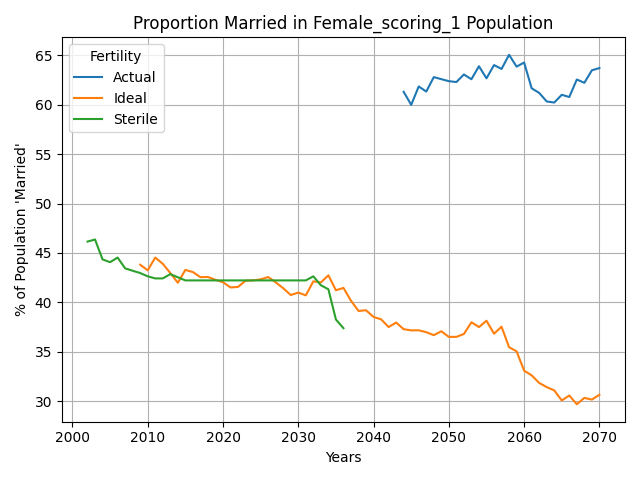 Proportion Married in Female_scoring_1 Population
Fertility
Actual
Ideal
Sterile
% of Population 'Married'
65
60
55
50
45
40
35
30
2000 2010 2020 2030 2040 2050 2060 2070
Years